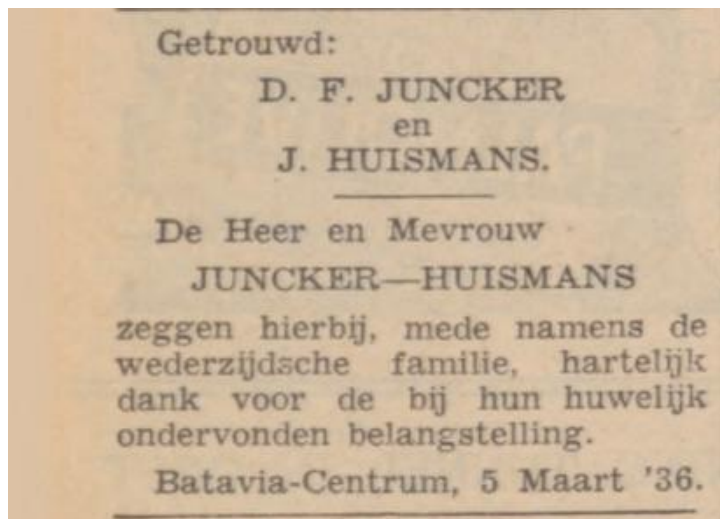 Getrouwd:
D. F. JUNCKER
en
J. HUISMANS.
De Heer en Mevrouw
JUNCKER—HUISMANS
zeggen hierbij, mede namens de
wederzijdsche familie, hartelijk
dank voor de bij hun huwelijk
ondervonden belangstelling.
Batavia-Centrum, 5 Maart '36.